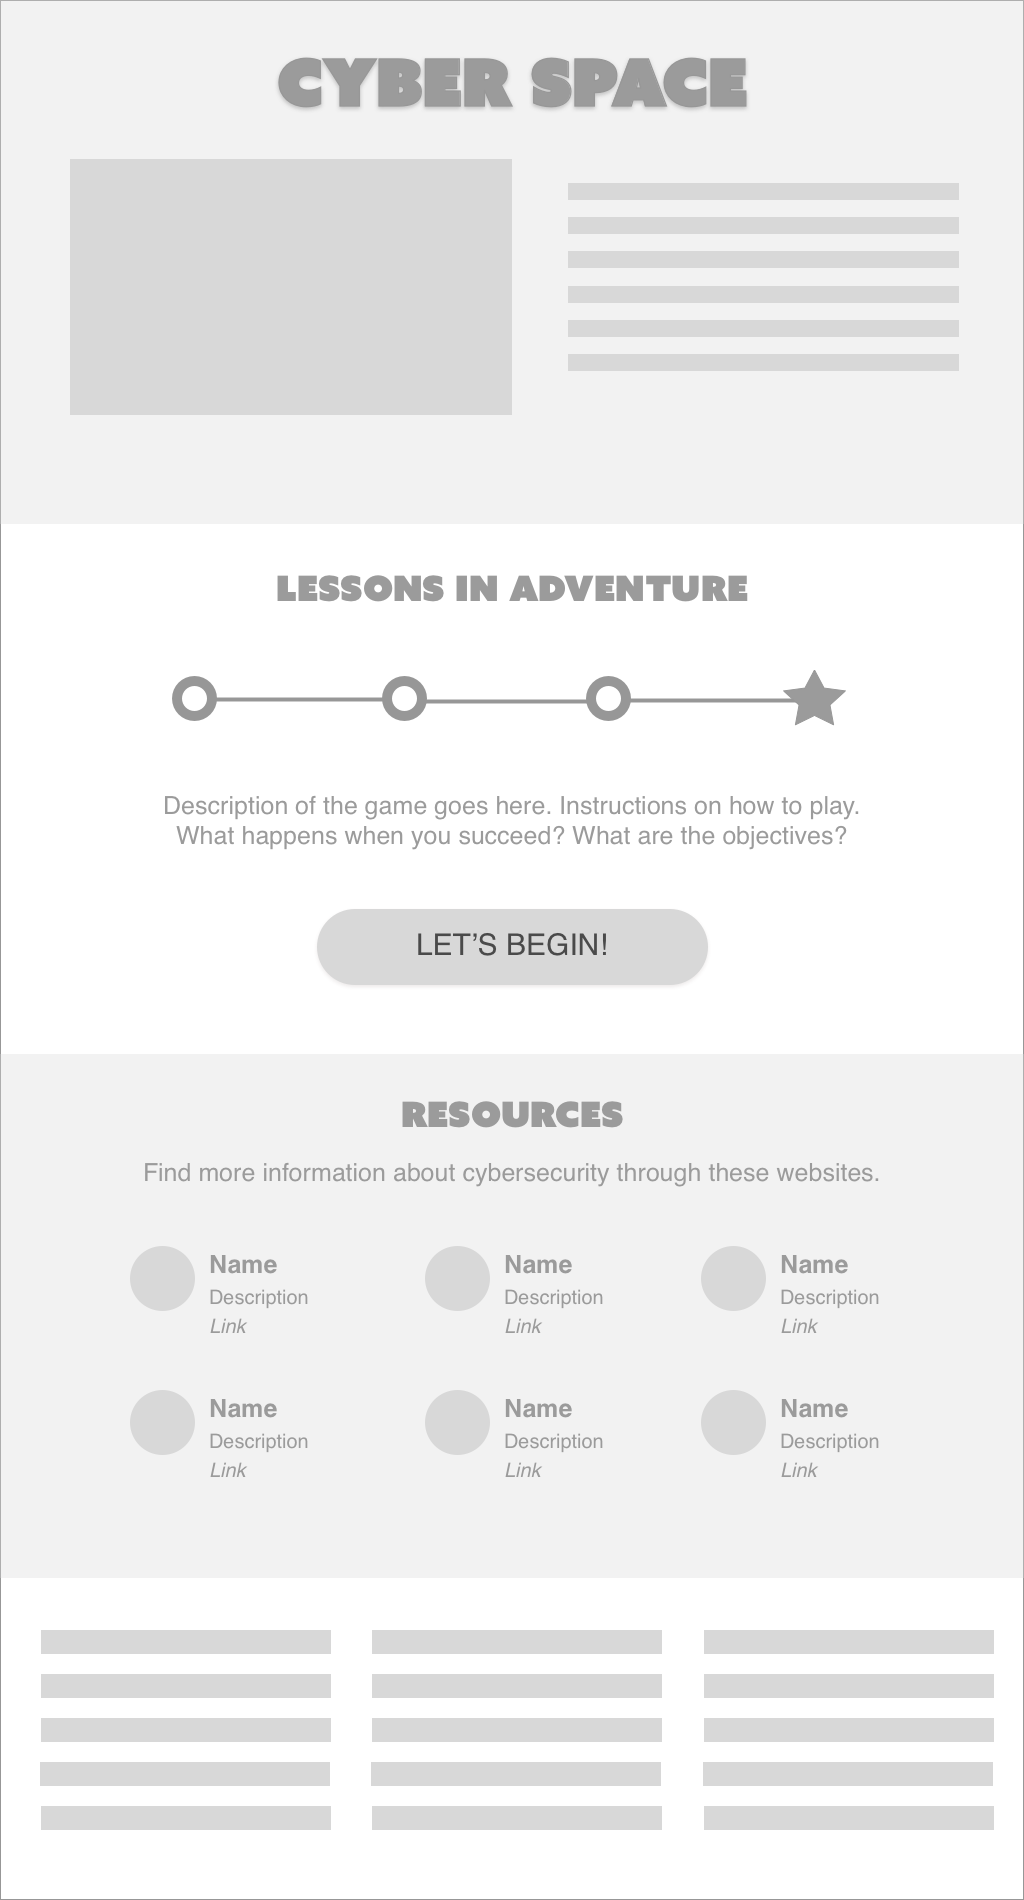 CYBER SPACE
LESSONS IN ADVENTURE
Description of the game goes here. Instructions on how to play.
What happens when you succeed? What are the objectives?
LET’S BEGIN!
RESOURCES
Find more information about cybersecurity through these websites.
Name
Description
Link
Name
Description
Link
Name
Description
Link
Name
Description
Link
Name
Description
Link
Name
Description
Link